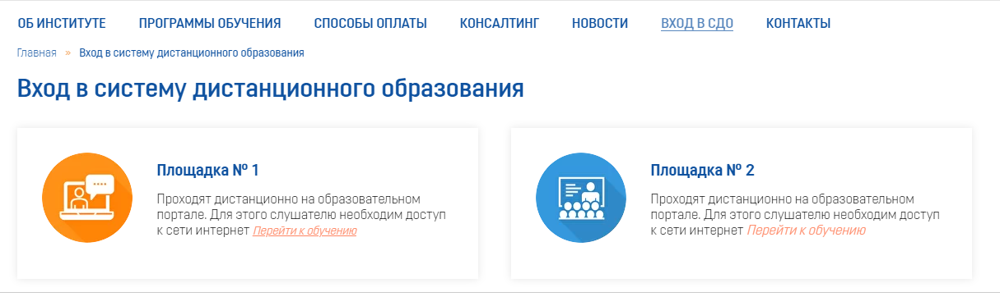 ОБ ИНСТИТУТЕ ПРОГРАММЫ ОБУЧЕНИЯ СПОСОБЫ ОПЛАТЫ КОНСАЛТИНГ НОВОСТИ ВХОД В СДО КОНТАКТЫ
Главная » Вход в систему дистанционного образования
Вход в систему дистанционного образования
Площадка № 1
Проходят дистанционно на образовательном
портале. Для этого слушателю необходим доступ
к сети интернет Перейти к обучению
Площадка № 2
Проходят дистанционно на образовательном
портале. Для этого слушателю необходим доступ
к сети интернет Перейти к обучению